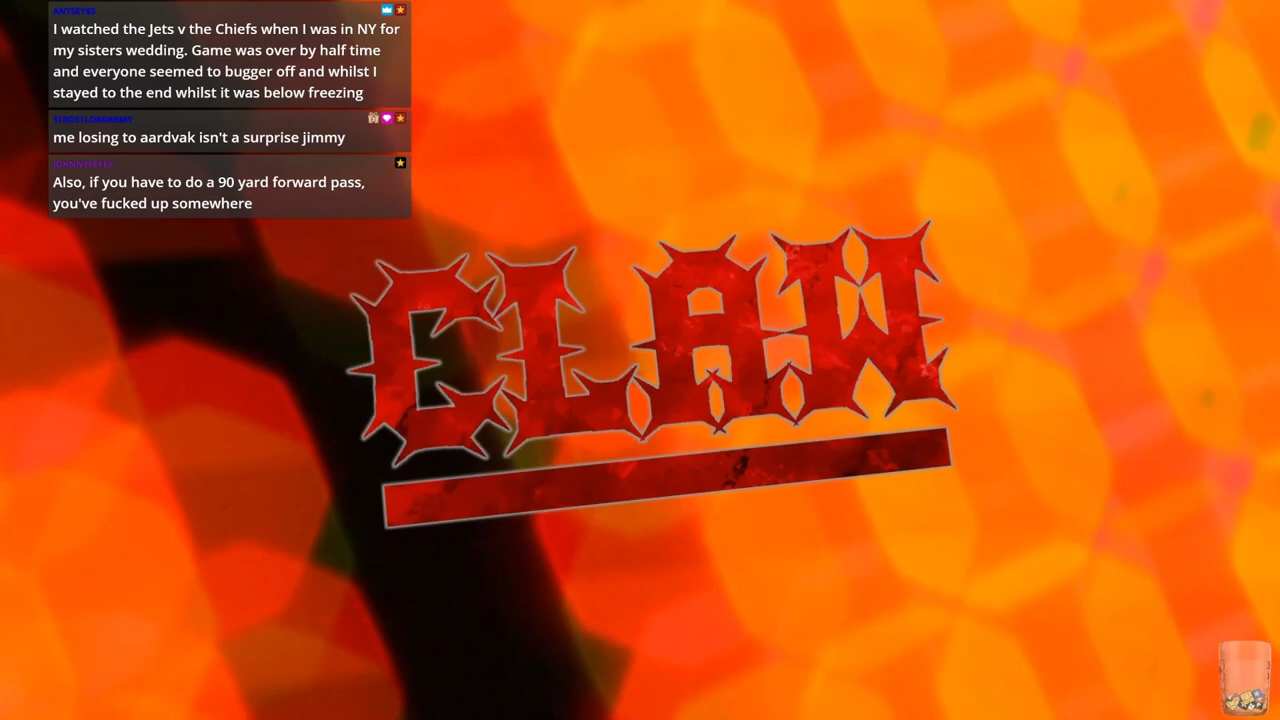 ANTSEY83
I watched the Jets v the Chiefs when I was in NY for
my sisters wedding. Game was over by half time
and everyone seemed to bugger off and whilst I
stayed to the end whilst it was below freezing
me losing to aardvak isn't a surprise jimmy
Also, if you have to do a 90 yard forward pass,
you've fucked up somewhere
CLAW